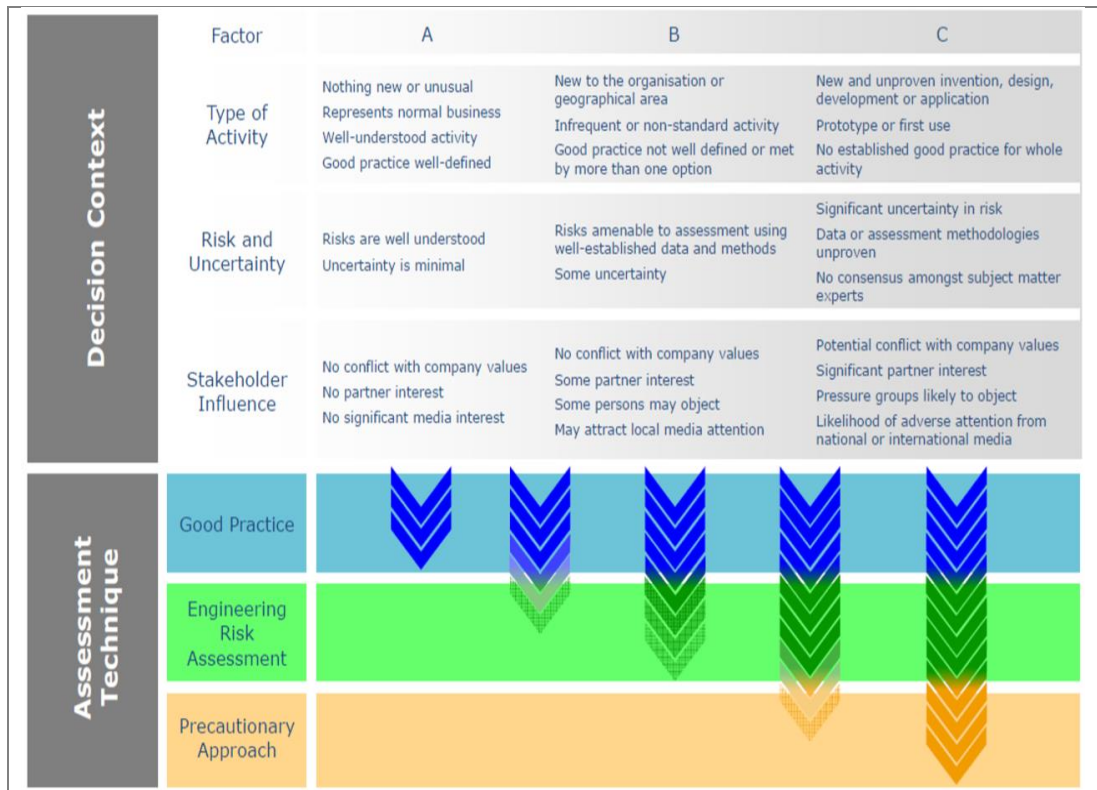 Decision Context
Factor
A
B
C
Type of
Activity
Nothing new or unusual
Represents normal business
Well-understood activity
Good practice well-defined
New to the organisation or
geographical area
Infrequent or non-standard activity
Good practice not well defined or met
by more than one option
New and unproven invention, design,
development or application
Prototype or first use
No established good practice for whole
activity
Risk and
Uncertainty
Risks are well understood
Uncertainty is minimal
Risks amenable to assessment using
well-established data and methods
Some uncertainty
Significant uncertainty in risk
Data or assessment methodologies
unproven
No consensus amongst subject matter
experts
Stakeholder
Influence
No conflict with company values
No partner interest
No significant media interest
No conflict with company values
Some partner interest
Some persons may object
May attract local media attention
Potential conflict with company values
Significant partner interest
Pressure groups likely to object
Likelihood of adverse attention from
national or international media
Assessment
Technique
Good Practice
Engineering
Risk
Assessment
Precautionary
Approach